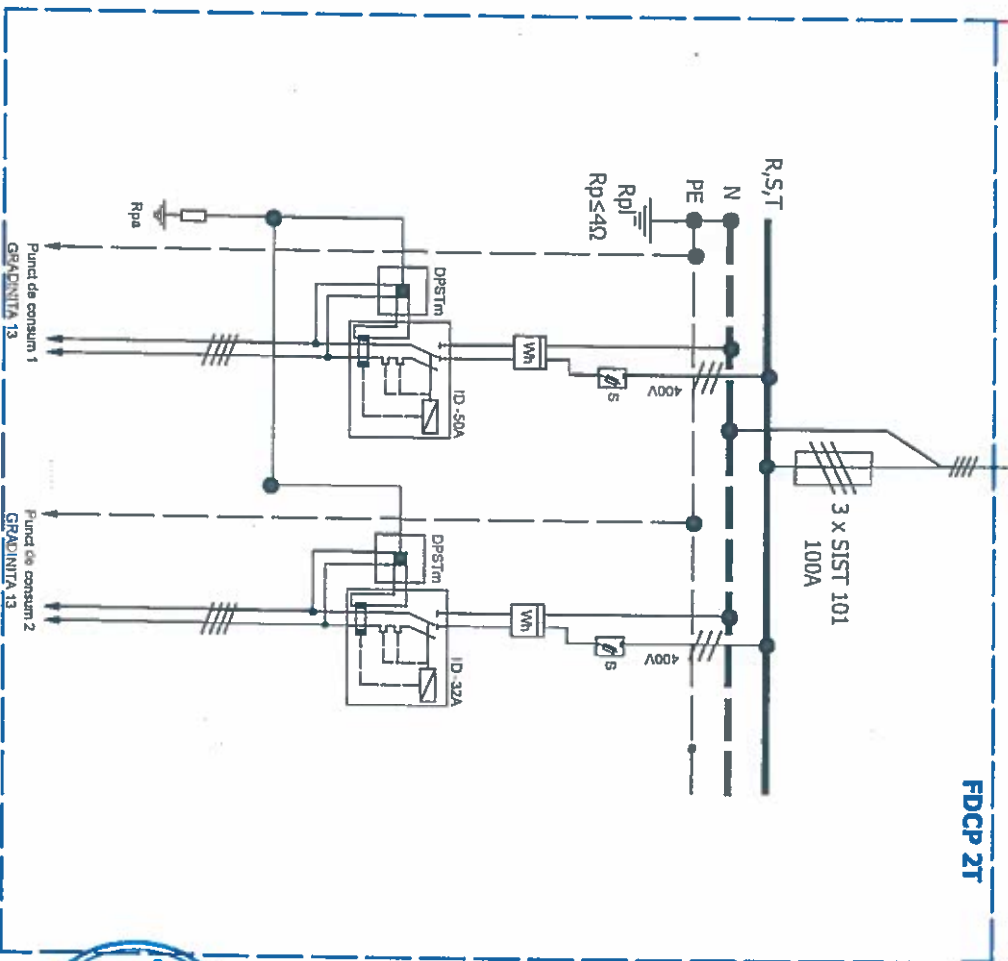 FDCP 2T
3 x SIST 101
100A
R,S,T
N
PE
Rpl
Rp≤4Ω
400V
S
Wh
ID -50A
DPSTm
Rpa
Punct de consum 1
GRADINITA 13
400V
S
Wh
ID -32A
DPSTm
Punct de consum 2
GRADINITA 13